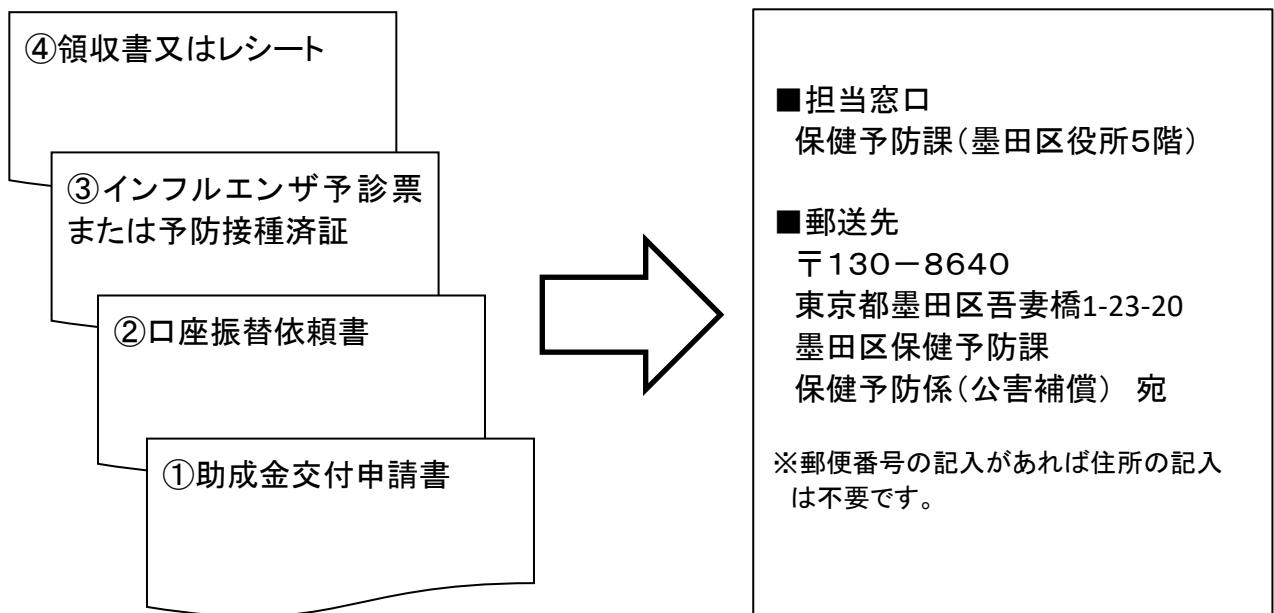 ④領収書又はレシート
③インフルエンザ予診票
または予防接種済証
②口座振替依頼書
①助成金交付申請書
■担当窓口
保健予防課(墨田区役所5階)
■郵送先
〒130-8640
東京都墨田区吾妻橋1-23-20
墨田区保健予防課
保健予防係(公害補償) 宛
※郵便番号の記入があれば住所の記入
は不要です。